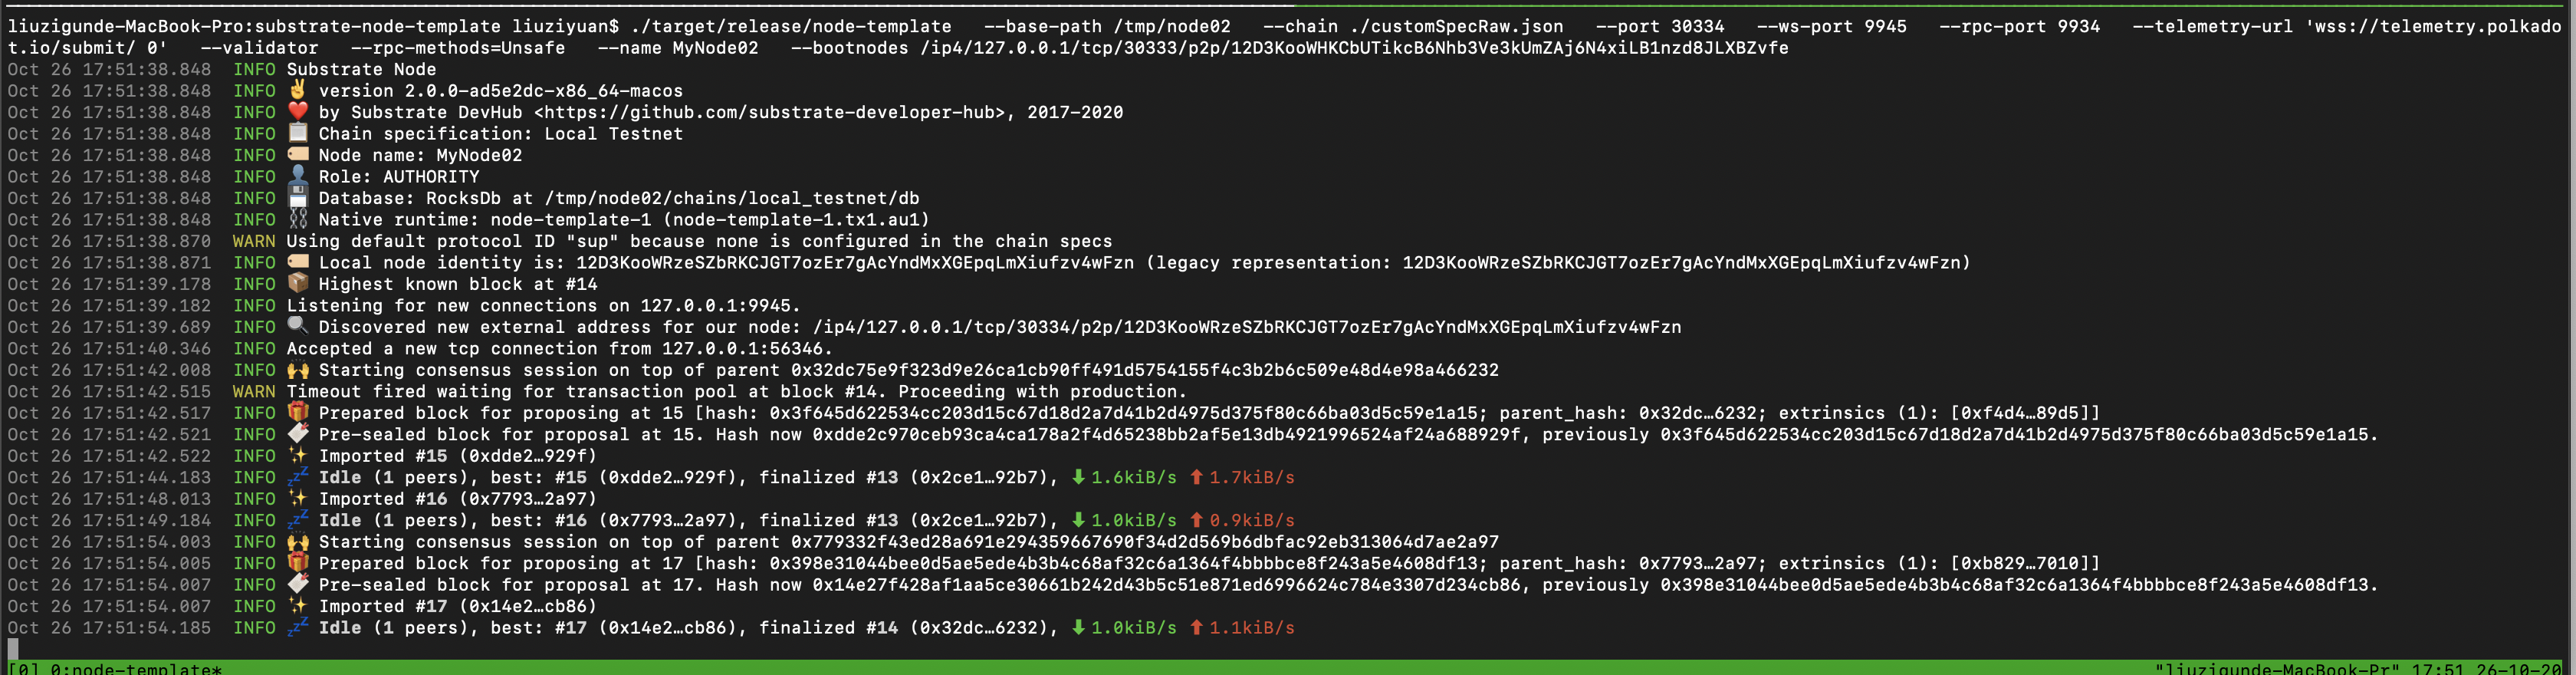 liuzigunde-MacBook-Pro:substrate-node-template liuziyuan$ ./target/release/node-template   --base-path /tmp/node02   --chain ./customSpecRaw.json   --port 30334   --ws-port 9945   --rpc-port 9934   --telemetry-url 'wss://telemetry.polkado
t.io/submit/ 0'   --validator   --rpc-methods=Unsafe   --name MyNode02   --bootnodes /ip4/127.0.0.1/tcp/30333/p2p/12D3KooWHKCbUTikcB6Nhb3Ve3kUmZAj6N4xiLB1nzd8JLXBZvfe
Oct 26 17:51:38.848  INFO Substrate Node
Oct 26 17:51:38.848  INFO ✌️ version 2.0.0-ad5e2dc-x86_64-macos
Oct 26 17:51:38.848  INFO ❤️ by Substrate DevHub <https://github.com/substrate-developer-hub>, 2017-2020
Oct 26 17:51:38.848  INFO 📋 Chain specification: Local Testnet
Oct 26 17:51:38.848  INFO 🏷 Node name: MyNode02
Oct 26 17:51:38.848  INFO 👤 Role: AUTHORITY
Oct 26 17:51:38.848  INFO 💾 Database: RocksDb at /tmp/node02/chains/local_testnet/db
Oct 26 17:51:38.848  INFO ⛓ Native runtime: node-template-1 (node-template-1.tx1.au1)
Oct 26 17:51:38.870  WARN Using default protocol ID "sup" because none is configured in the chain specs
Oct 26 17:51:38.871  INFO 🏷 Local node identity is: 12D3KooWRzeSZbRKCJGT7ozEr7gAcYndMxXGEpqLmXiufzv4wFzn (legacy representation: 12D3KooWRzeSZbRKCJGT7ozEr7gAcYndMxXGEpqLmXiufzv4wFzn)
Oct 26 17:51:39.178  INFO 📦 Highest known block at #14
Oct 26 17:51:39.182  INFO Listening for new connections on 127.0.0.1:9945.
Oct 26 17:51:39.689  INFO 🔍 Discovered new external address for our node: /ip4/127.0.0.1/tcp/30334/p2p/12D3KooWRzeSZbRKCJGT7ozEr7gAcYndMxXGEpqLmXiufzv4wFzn
Oct 26 17:51:40.346  INFO Accepted a new tcp connection from 127.0.0.1:56346.
Oct 26 17:51:42.008  INFO 🙌 Starting consensus session on top of parent 0x32dc75e9f323d9e26ca1cb90ff491d5754155f4c3b2b6c509e48d4e98a466232
Oct 26 17:51:42.515  WARN Timeout fired waiting for transaction pool at block #14. Proceeding with production.
Oct 26 17:51:42.517  INFO 🎁 Prepared block for proposing at 15 [hash: 0x3f645d622534cc203d15c67d18d2a7d41b2d4975d375f80c66ba03d5c59e1a15; parent_hash: 0x32dc…6232; extrinsics (1): [0xf4d4…89d5]]
Oct 26 17:51:42.521  INFO 🔖 Pre-sealed block for proposal at 15. Hash now 0xdde2c970ceb93ca4ca178a2f4d65238bb2af5e13db4921996524af24a688929f, previously 0x3f645d622534cc203d15c67d18d2a7d41b2d4975d375f80c66ba03d5c59e1a15.
Oct 26 17:51:42.522  INFO ✨ Imported #15 (0xdde2…929f)
Oct 26 17:51:44.183  INFO 💤 Idle (1 peers), best: #15 (0xdde2…929f), finalized #13 (0x2ce1…92b7), ⬇ 1.6kiB/s ⬆ 1.7kiB/s
Oct 26 17:51:48.013  INFO ✨ Imported #16 (0x7793…2a97)
Oct 26 17:51:49.184  INFO 💤 Idle (1 peers), best: #16 (0x7793…2a97), finalized #13 (0x2ce1…92b7), ⬇ 1.0kiB/s ⬆ 0.9kiB/s
Oct 26 17:51:54.003  INFO 🙌 Starting consensus session on top of parent 0x779332f43ed28a691e294359667690f34d2d569b6dbfac92eb313064d7ae2a97
Oct 26 17:51:54.005  INFO 🎁 Prepared block for proposing at 17 [hash: 0x398e31044bee0d5ae5ede4b3b4c68af32c6a1364f4bbbbce8f243a5e4608df13; parent_hash: 0x7793…2a97; extrinsics (1): [0xb829…7010]]
Oct 26 17:51:54.007  INFO 🔖 Pre-sealed block for proposal at 17. Hash now 0x14e27f428af1aa5ce30661b242d43b5c51e871ed6996624c784e3307d234cb86, previously 0x398e31044bee0d5ae5ede4b3b4c68af32c6a1364f4bbbbce8f243a5e4608df13.
Oct 26 17:51:54.007  INFO ✨ Imported #17 (0x14e2…cb86)
Oct 26 17:51:54.185  INFO 💤 Idle (1 peers), best: #17 (0x14e2…cb86), finalized #14 (0x32dc…6232), ⬇ 1.0kiB/s ⬆ 1.1kiB/s
[0] 0:node-template* "liuzigunde-MacBook-Pr" 17:51 26-10-20